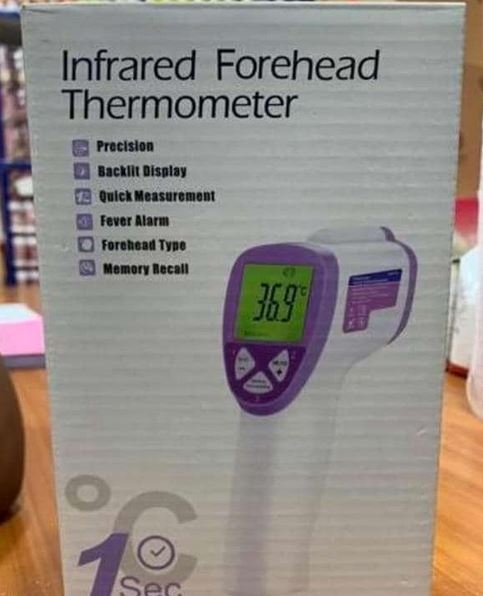 Infrared Forehead
Thermometer
Precision
Backlit Display
Quick Measurement
Fever Alarm
Forehead Type
Memory Recall
36.9°C
°C
1 Sec